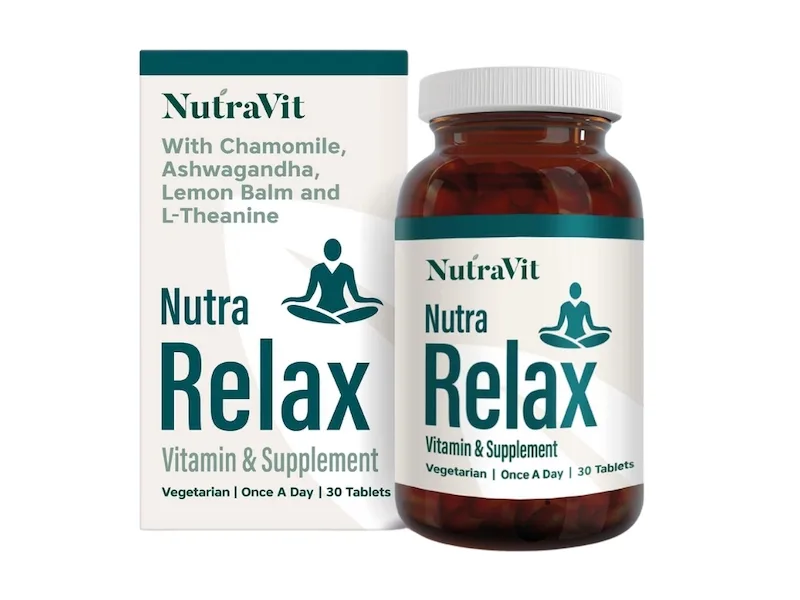 NutraVit
With Chamomile,
Ashwagandha,
Lemon Balm and
L-Theanine
Nutra
Relax
Vitamin & Supplement
Vegetarian | Once A Day | 30 Tablets
NutraVit
Nutra
Relax
Vitamin & Supplement
Vegetarian | Once A Day | 30 Tablets